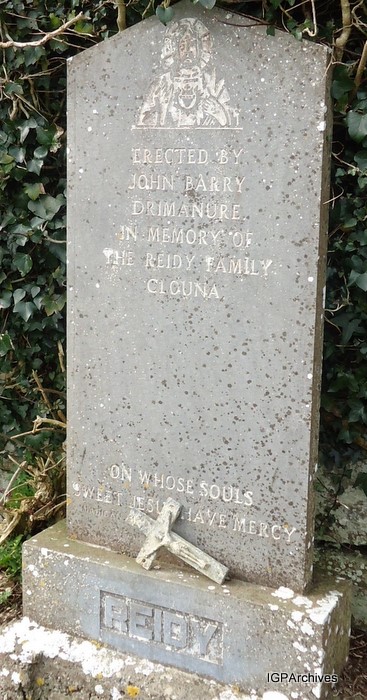 ERECTED BY
JOHN BARRY
DRIMANURE
IN MEMORY OF
THE REIDY FAMILY
CLOUNA
ON WHOSE SOULS
SWEET JESUS HAVE MERCY
REIDY
IGPArchives